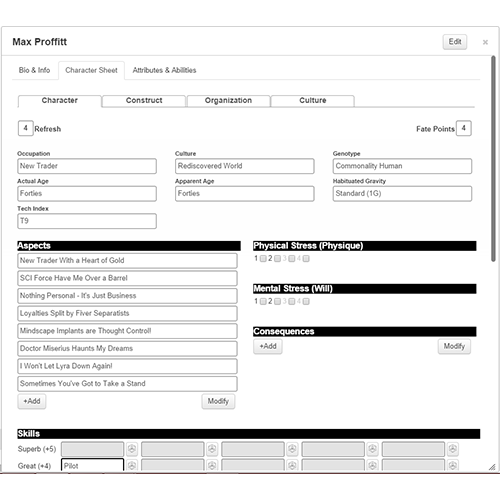 Max Proffitt Edit ×
Bio & Info Character Sheet Attributes & Abilities
Character Construct Organization Culture
4 Refresh Fate Points 4
Occupation Culture Genotype
New Trader Rediscovered World Commonality Human
Actual Age Apparent Age Habituated Gravity
Forties Forties Standard (1G)
Tech Index
T9
Aspects Physical Stress (Physique)
New Trader With a Heart of Gold 1 2 3 4
SCI Force Have Me Over a Barrel
Nothing Personal - It's Just Business Mental Stress (Will)
Loyalties Split by Fiver Separatists 1 2 3 4
Mindscape Implants are Thought Control! Consequences
Doctor Miserius Haunts My Dreams +Add Modify
I Won't Let Lyra Down Again!
Sometimes You've Got to Take a Stand
+Add Modify
Skills
Superb (+5)
Great (+4) Pilot